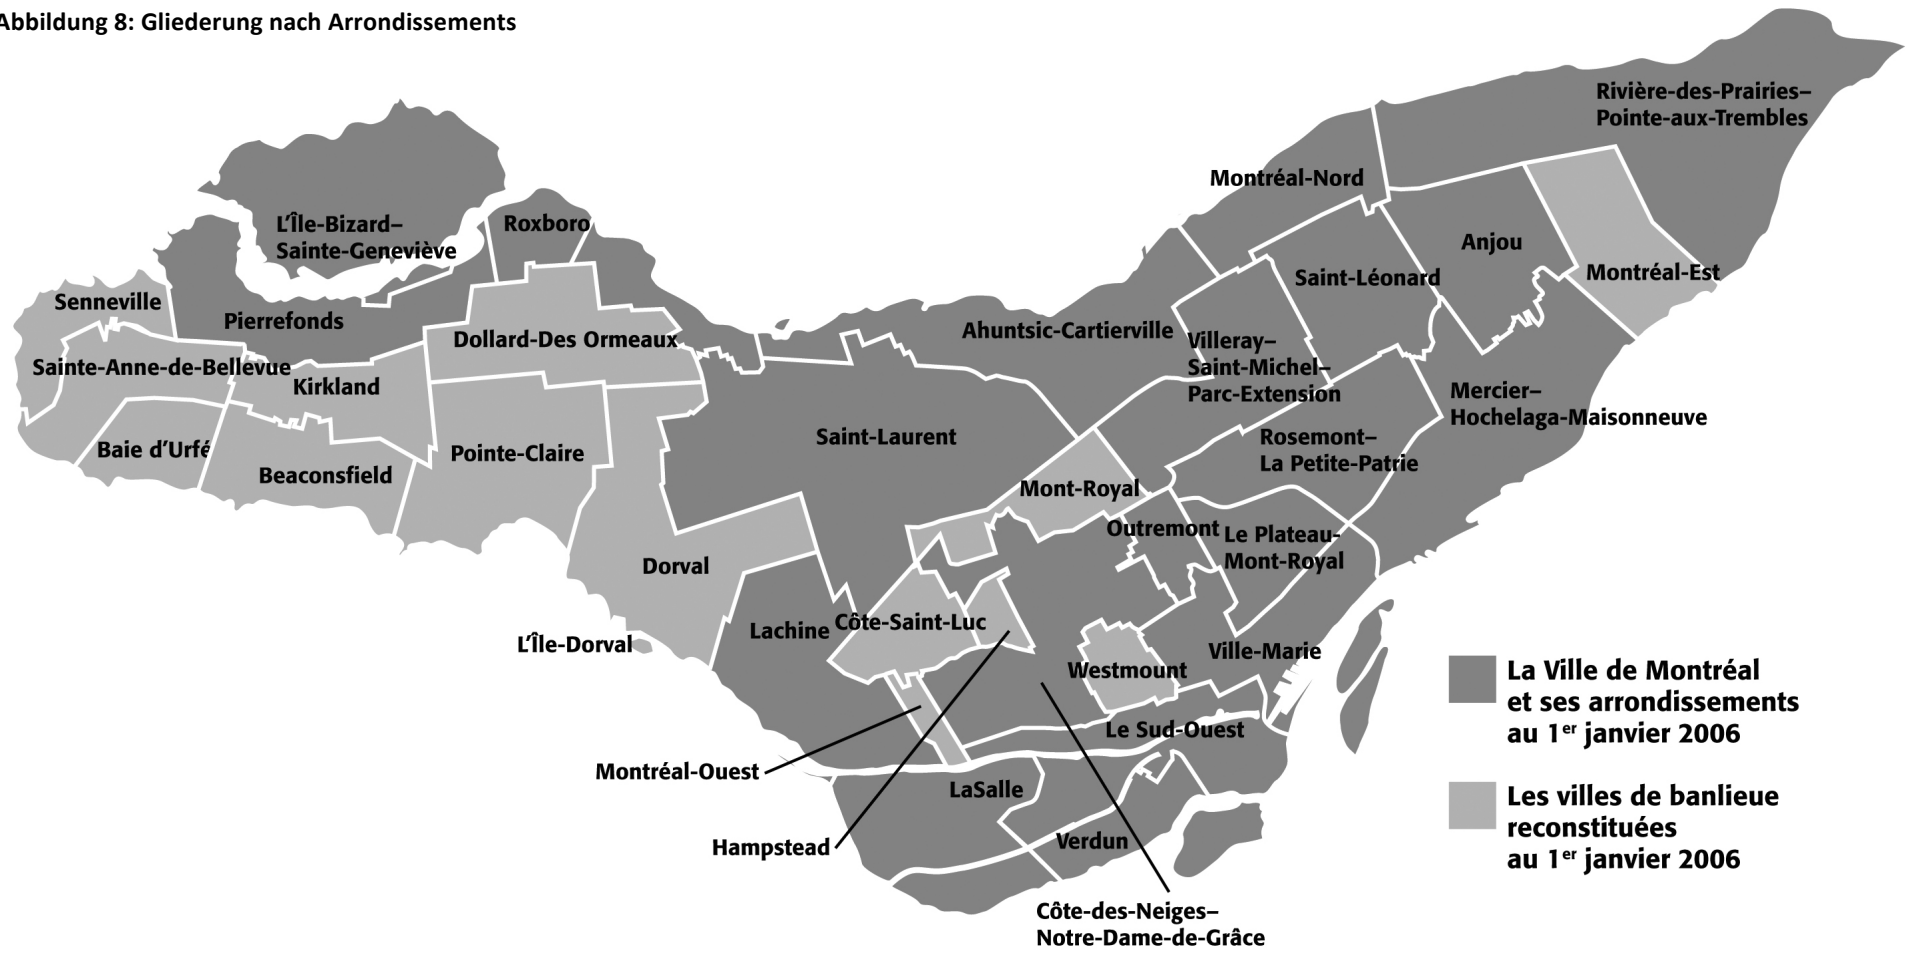 Abbildung 8: Gliederung nach Arrondissements
Rivière-des-Prairies–
Pointe-aux-Trembles
Montréal-Nord
L'Île-Bizard–
Sainte-Geneviève
Roxboro
Anjou
Saint-Léonard
Montréal-Est
Senneville
Pierrefonds
Dollard-Des Ormeaux
Ahuntsic-Cartierville
Villeray–
Saint-Michel–
Parc-Extension
Sainte-Anne-de-Bellevue
Kirkland
Mercier–
Hochelaga-Maisonneuve
Baie d'Urfé
Beaconsfield
Pointe-Claire
Saint-Laurent
Rosemont–
La Petite-Patrie
Mont-Royal
Outremont
Le Plateau-
Mont-Royal
Dorval
L'Île-Dorval
Lachine
Côte-Saint-Luc
Westmount
Ville-Marie
Le Sud-Ouest
Montréal-Ouest
LaSalle
Hampstead
Verdun
Côte-des-Neiges–
Notre-Dame-de-Grâce
La Ville de Montréal
et ses arrondissements
au 1er janvier 2006
Les villes de banlieue
reconstituées
au 1er janvier 2006